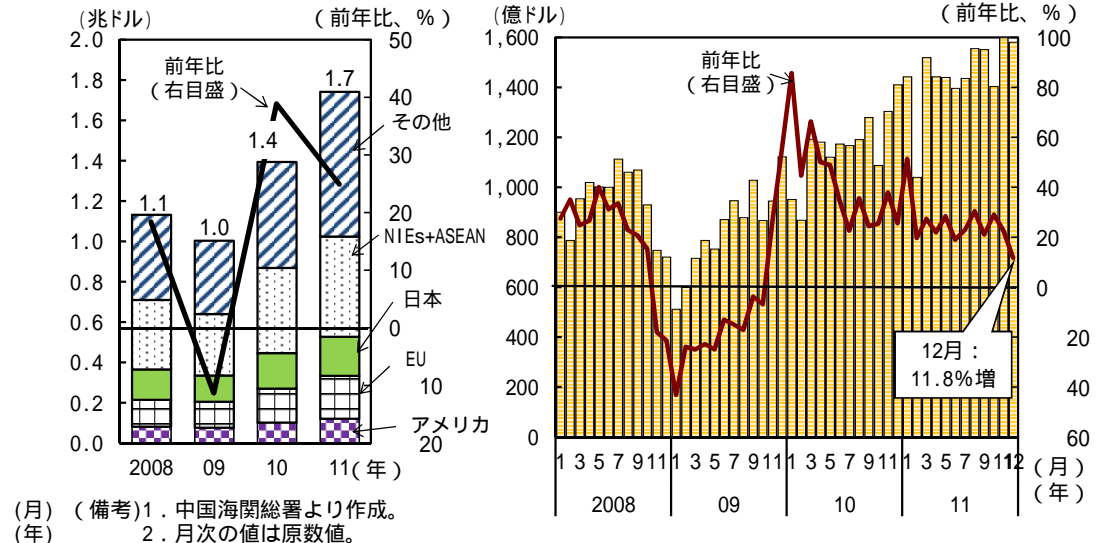 (兆ドル)
(前年比、%)
2.0
1.8
1.6
1.4
1.2
1.0
0.8
0.6
0.4
0.2
0.0
50
40
30
20
10
0
10
20
前年比
(右目盛)
1.1
1.0
1.4
1.7
その他
NIEs+ASEAN
日本
EU
アメリカ
2008 09 10 11(年)
(億ドル)
(前年比、%)
1,600
1,400
1,200
1,000
800
600
400
200
0
100
80
60
40
20
0
20
40
60
前年比
(右目盛)
12月:
11.8%増
1 3 5 7 9 11 1 3 5 7 9 11 1 3 5 7 9 11 1 3 5 7 9 11 12 (月)
2008 09 10 11 (年)
(月) (備考)1.中国海関総署より作成。
(年) 2.月次の値は原数値。